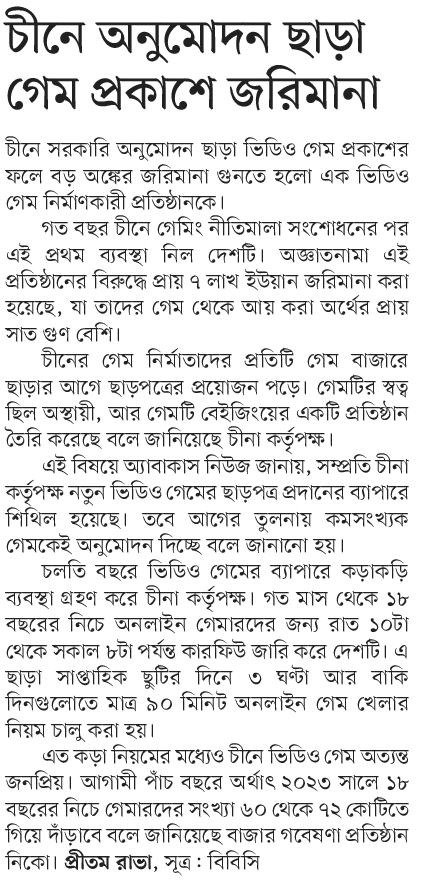 চীনে অনুমোদন ছাড়া
গেম প্রকাশে জরিমানা
চীনে সরকারি অনুমোদন ছাড়া ভিডিও গেম প্রকাশের
ফলে বড় অঙ্কের জরিমানা গুনতে হলো এক ভিডিও
গেম নির্মাণকারী প্রতিষ্ঠানকে।
গত বছর চীনে গেমিং নীতিমালা সংশোধনের পর
এই প্রথম ব্যবস্থা নিল দেশটি। অজ্ঞাতনামা এই
প্রতিষ্ঠানের বিরুদ্ধে প্রায় ৭ লাখ ইউয়ান জরিমানা করা
হয়েছে, যা তাদের গেম থেকে আয় করা অর্থের প্রায়
সাত গুণ বেশি।
চীনের গেম নির্মাতাদের প্রতিটি গেম বাজারে
ছাড়ার আগে ছাড়পত্রের প্রয়োজন পড়ে। গেমটির স্বত্ব
ছিল অস্থায়ী, আর গেমটি বেইজিংয়ের একটি প্রতিষ্ঠান
তৈরি করেছে বলে জানিয়েছে চীনা কর্তৃপক্ষ।
এই বিষয়ে অ্যাবাকাস নিউজ জানায়, সম্প্রতি চীনা
কর্তৃপক্ষ নতুন ভিডিও গেমের ছাড়পত্র প্রদানের ব্যাপারে
শিথিল হয়েছে। তবে আগের তুলনায় কমসংখ্যক
গেমকেই অনুমোদন দিচ্ছে বলে জানানো হয়।
চলতি বছরে ভিডিও গেমের ব্যাপারে কড়াকড়ি
ব্যবস্থা গ্রহণ করে চীনা কর্তৃপক্ষ। গত মাস থেকে ১৮
বছরের নিচে অনলাইন গেমারদের জন্য রাত ১০টা
থেকে সকাল ৮টা পর্যন্ত কারফিউ জারি করে দেশটি। এ
ছাড়া সাপ্তাহিক ছুটির দিনে ৩ ঘণ্টা আর বাকি
দিনগুলোতে মাত্র ৯০ মিনিট অনলাইন গেম খেলার
নিয়ম চালু করা হয়।
এত কড়া নিয়মের মধ্যেও চীনে ভিডিও গেম অত্যন্ত
জনপ্রিয়। আগামী পাঁচ বছরে অর্থাৎ ২০২৩ সালে ১৮
বছরের নিচে গেমারদের সংখ্যা ৬০ থেকে ৭২ কোটিতে
গিয়ে দাঁড়াবে বলে জানিয়েছে বাজার গবেষণা প্রতিষ্ঠান
নিকো। প্রীতম রাভা, সূত্র : বিবিসি